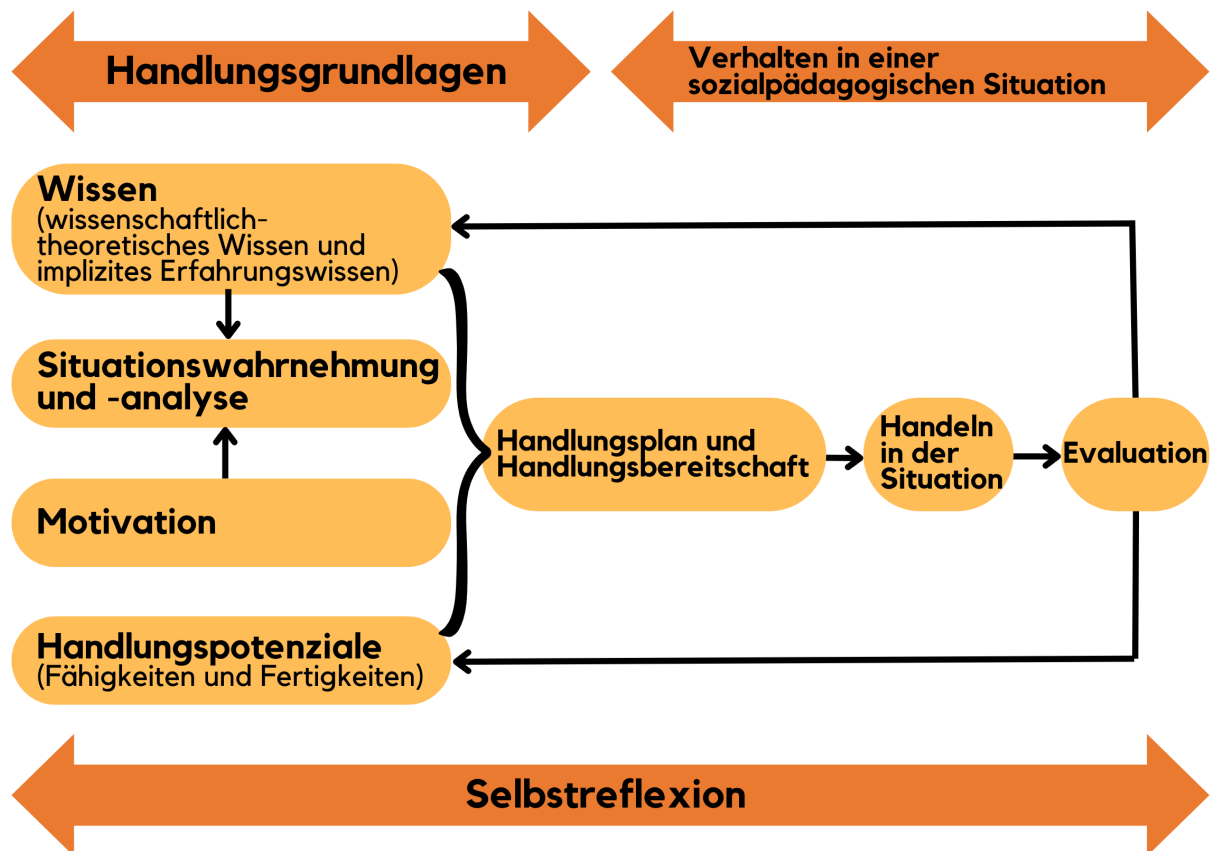 Handlungsgrundlagen
Verhalten in einer
sozialpädagogischen Situation
Wissen
(wissenschaftlich-
theoretisches Wissen und
implizites Erfahrungswissen)
Situationswahrnehmung
und -analyse
Motivation
Handlungspotenziale
(Fähigkeiten und Fertigkeiten)
Handlungsplan und
Handlungsbereitschaft
Handeln
in der
Situation
Evaluation
Selbstreflexion